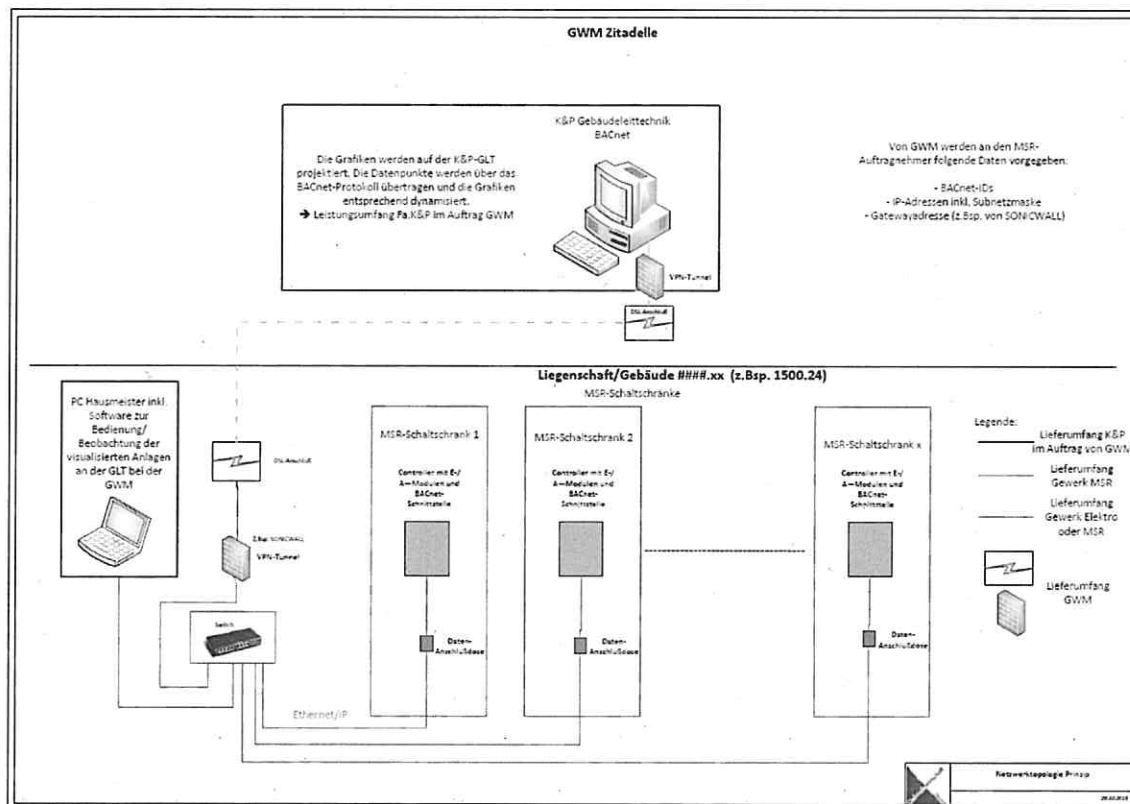 GWM Zitadelle
K&P Gebäudeleittechnik
BACnet
Die Grafiken werden auf der K&P-GLT
projektiert. Die Datenpunkte werden über das
BACnet-Protokoll übertragen und die Grafiken
entsprechend dynamisiert.
➔ Leistungsumfang Fa.K&P im Auftrag GWM
VPN-Tunnel
DSL-Anschluß
Von GWM werden an den MSR-
Auftragnehmer folgende Daten vorgegeben:
- BACnet-IDs
- IP-Adressen inkl. Subnetzmaske
- Gatewayadresse (z.Bsp. von SONICWALL)
Liegenschaft/Gebäude ####.xx (z.Bsp. 1500.24)
MSR-Schaltschränke
PC Hausmeister inkl.
Software zur
Bedienung/
Beobachtung der
visualisierten Anlagen
an der GLT bei der
GWM
DSL-Anschluß
Z.Bsp. SONICWALL
VPN-Tunnel
Switch
Ethernet/IP
MSR-Schaltschrank 1
Controller mit E-/
A—Modulen und
BACnet-
Schnittstelle
Daten-
Anschlußdose
MSR-Schaltschrank 2
Controller mit E-/
A—Modulen und
BACnet-
Schnittstelle
Daten-
Anschlußdose
MSR-Schaltschrank x
Controller mit E-/
A—Modulen und
BACnet-
Schnittstelle
Daten-
Anschlußdose
Legende:
Lieferumfang K&P
im Auftrag von GWM
Lieferumfang
Gewerk MSR
Lieferumfang
Gewerk Elektro
oder MSR
Lieferumfang
GWM
Netzwerktopologie Prinzip